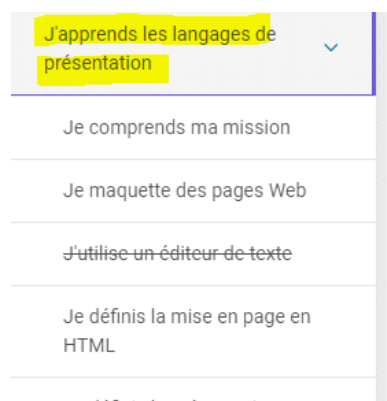 J'apprends les langages de
présentation
Je comprends ma mission
Je maquette des pages Web
J'utilise un éditeur de texte
Je définis la mise en page en
HTML